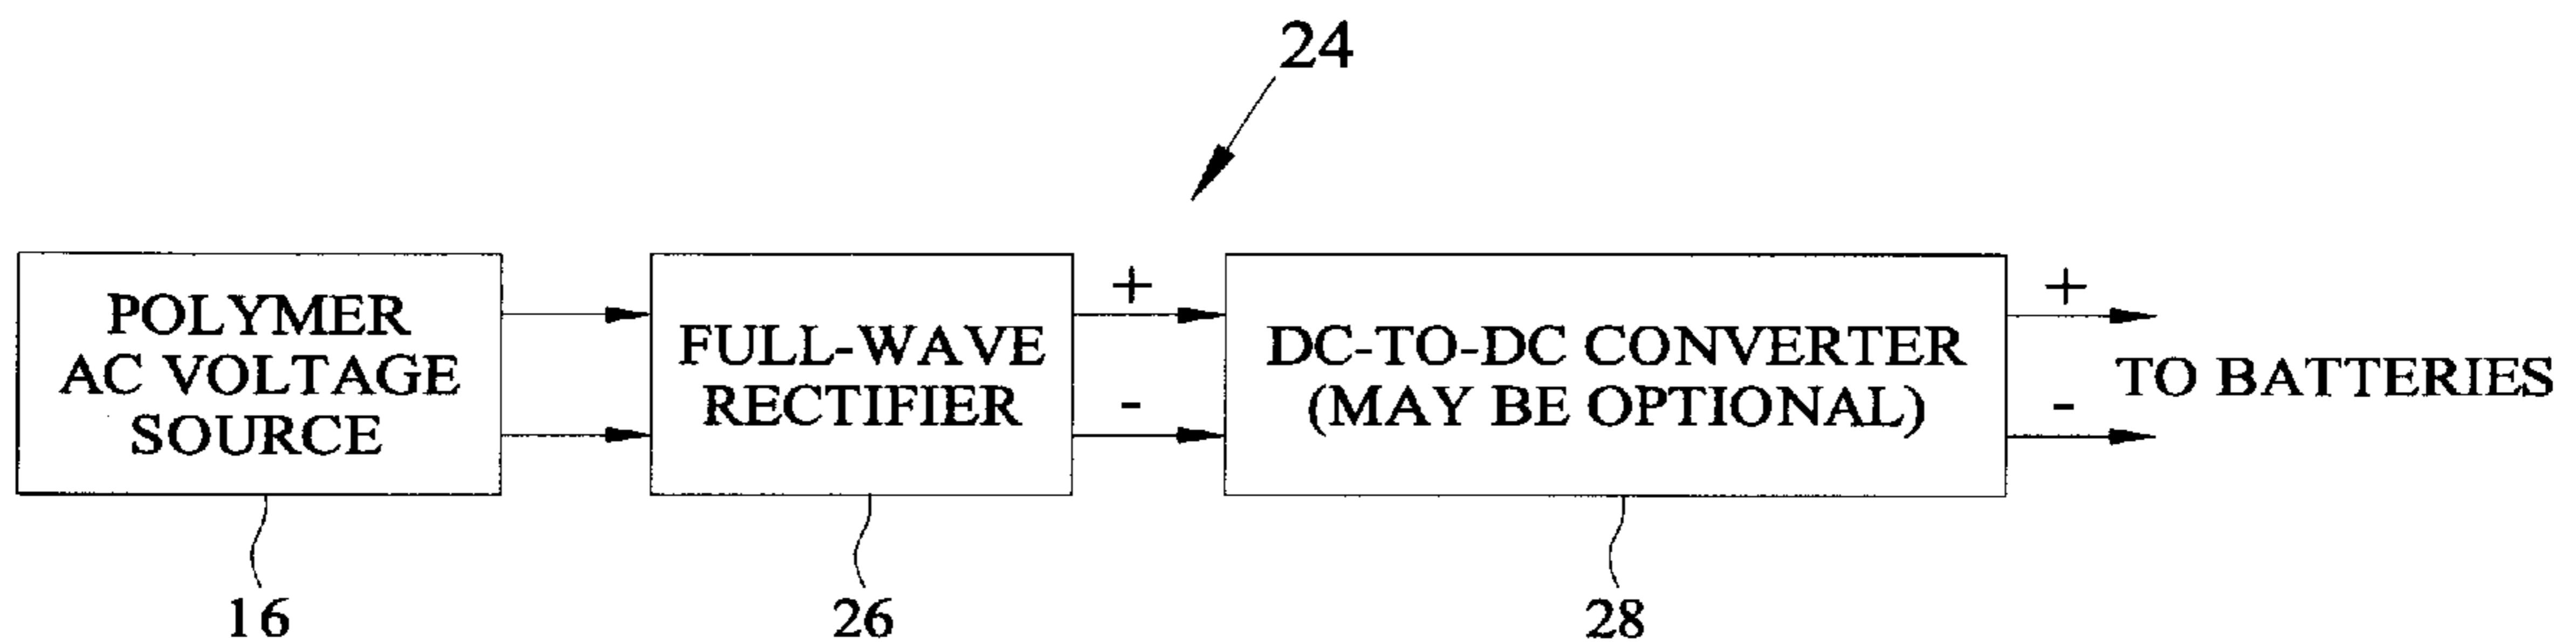 24
POLYMER
AC VOLTAGE
SOURCE
FULL-WAVE
RECTIFIER
+
-
DC-TO-DC CONVERTER
(MAY BE OPTIONAL)
+
-
TO BATTERIES
16
26
28